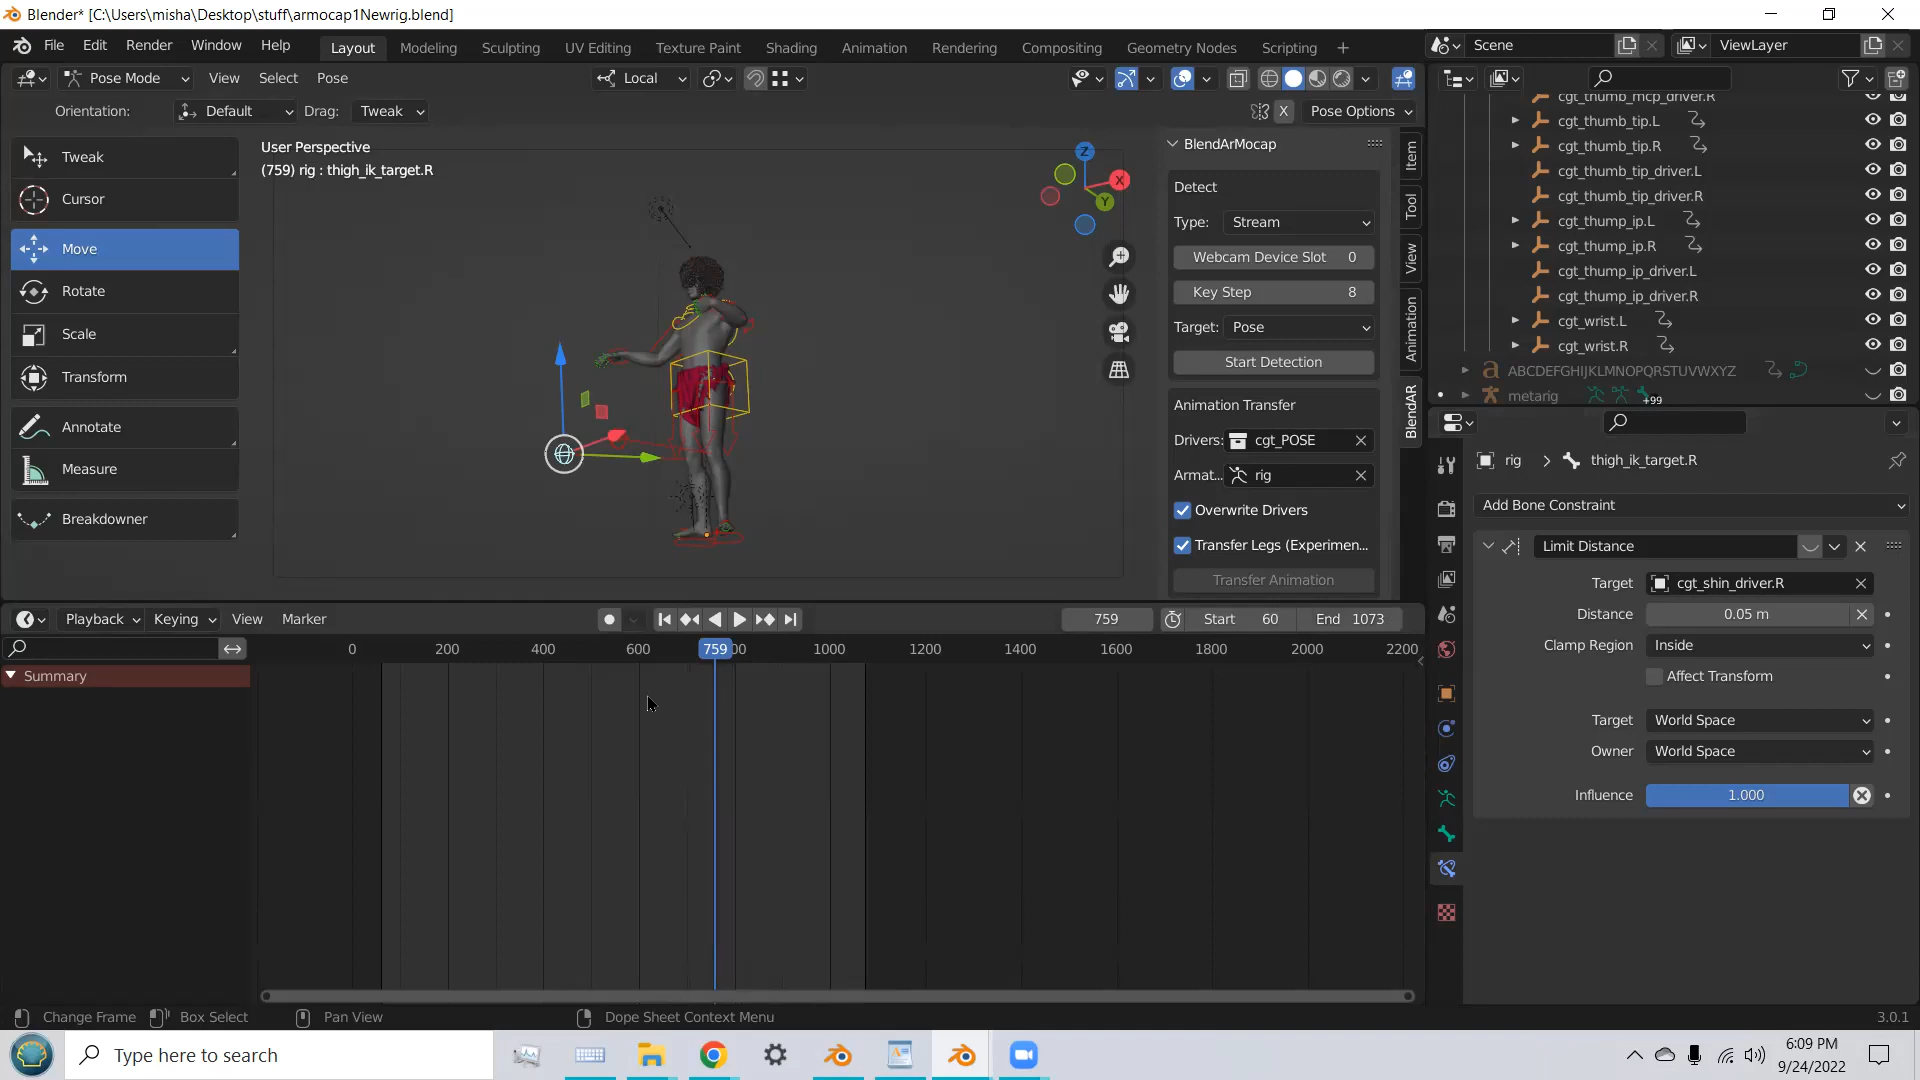 Blender* [C:\Users\misha\Desktop\stuff\armocap1Newrig.blend]
File Edit Render Window Help
Layout Modeling Sculpting UV Editing Texture Paint Shading Animation Rendering Compositing Geometry Nodes Scripting +
Scene
ViewLayer
Pose Mode View Select Pose
Local
Orientation: Default Drag: Tweak
X Pose Options
Tweak
Cursor
Move
Rotate
Scale
Transform
Annotate
Measure
Breakdowner
User Perspective
(759) rig : thigh_ik_target.R
Z
X
Y
BlendArMocap
Detect
Type: Stream
Webcam Device Slot 0
Key Step 8
Target: Pose
Start Detection
Animation Transfer
Drivers: cgt_POSE
Armat... rig
Overwrite Drivers
Transfer Legs (Experimen...
Transfer Animation
Item
Tool
View
Animation
BlendAR
cgt_thumb_mcp_driver.R
cgt_thumb_tip.L
cgt_thumb_tip.R
cgt_thumb_tip_driver.L
cgt_thumb_tip_driver.R
cgt_thump_ip.L
cgt_thump_ip.R
cgt_thump_ip_driver.L
cgt_thump_ip_driver.R
cgt_wrist.L
cgt_wrist.R
ABCDEFGHIJKLMNOPQRSTUVWXYZ
metarig +99
rig > thigh_ik_target.R
Add Bone Constraint
Limit Distance
Target cgt_shin_driver.R
Distance 0.05 m
Clamp Region Inside
Affect Transform
Target World Space
Owner World Space
Influence 1.000
Playback Keying View Marker
759 Start 60 End 1073
0 200 400 600 759 00 1000 1200 1400 1600 1800 2000 2200
Summary
Change Frame Box Select Pan View Dope Sheet Context Menu
3.0.1
Type here to search
6:09 PM
9/24/2022